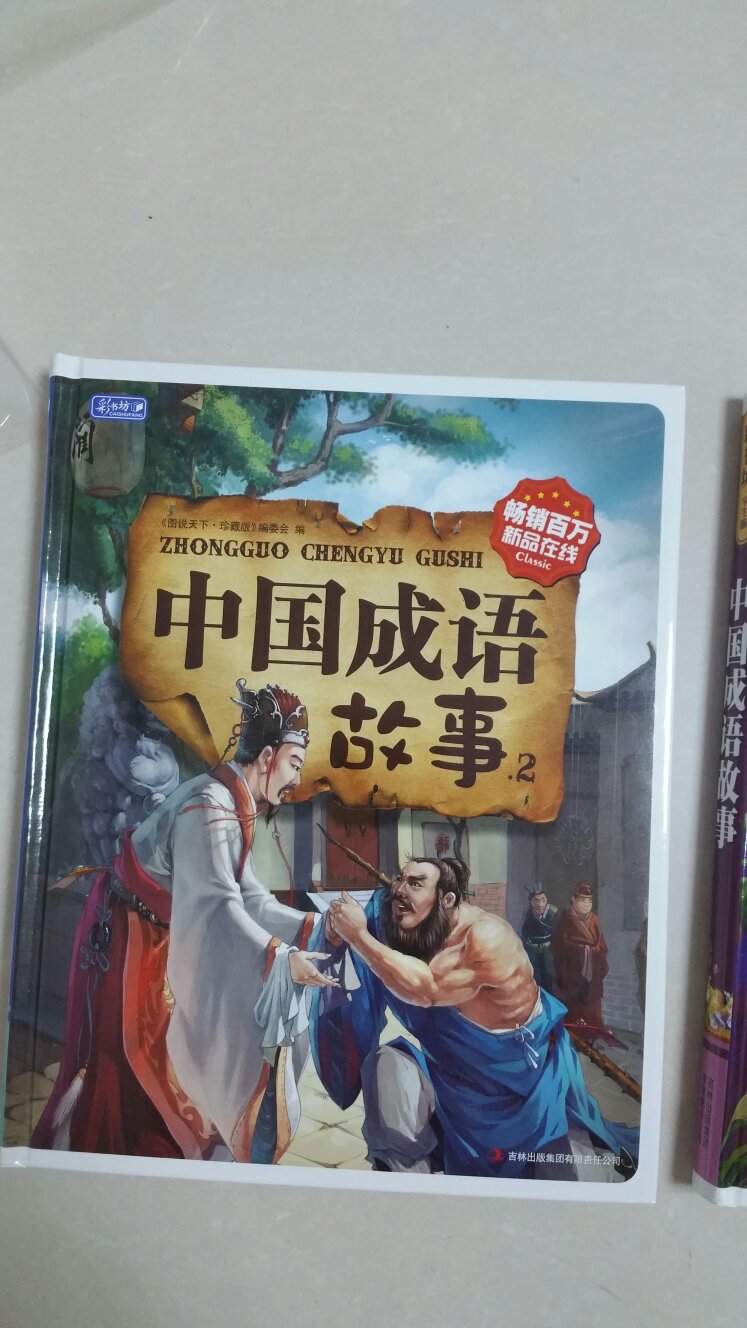 彩书坊
CAISHUFANG
《图说天下·珍藏版》编委会 编
ZHONGGUO CHENGYU GUSHI
中国成语
故事.2
畅销百万
新品在线
Classic
吉林出版集团有限责任公司
中国成语故事